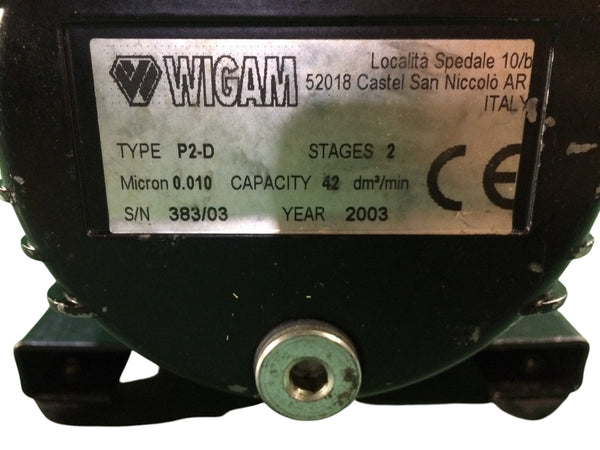 WIGAM
Località Spedale 10/b
52018 Castel San Niccolò AR
ITALY
TYPE P2-D STAGES 2
Micron 0.010 CAPACITY 42 dm³/min
S/N 383/03 YEAR 2003
CE